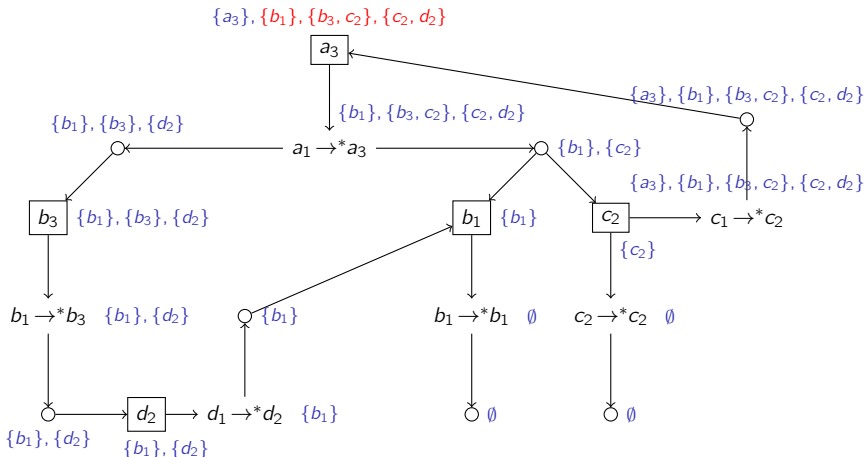 {a₃}, {b₁}, {b₃, c₂}, {c₂, d₂}
a₃
{a₃}, {b₁}, {b₃, c₂}, {c₂, d₂}
{b₁}, {b₃, c₂}, {c₂, d₂}
{b₁}, {b₃}, {d₂}
a₁ →* a₃
{b₁}, {c₂}
{a₃}, {b₁}, {b₃, c₂}, {c₂, d₂}
b₃ {b₁}, {b₃}, {d₂}
b₁ {b₁}
c₂
c₁ →* c₂
{c₂}
b₁ →* b₃ {b₁}, {d₂}
{b₁}
b₁ →* b₁ ∅
c₂ →* c₂ ∅
d₂
d₁ →* d₂ {b₁}
∅
∅
{b₁}, {d₂}
{b₁}, {d₂}